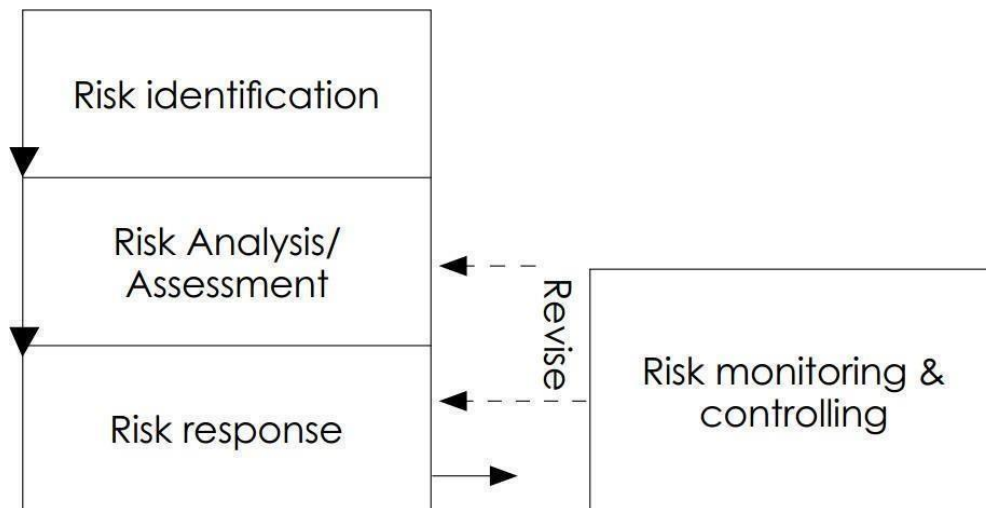 Risk identification
Risk Analysis/
Assessment
Revise
Risk monitoring &
controlling
Risk response